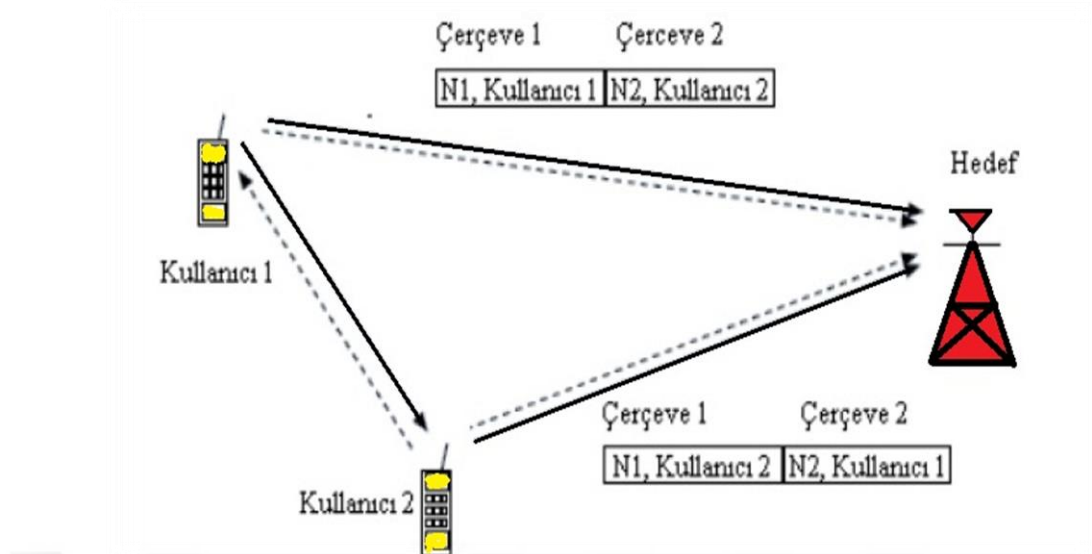 Çerçeve 1 Çerceve 2
N1, Kullanıcı 1 N2, Kullanıcı 2
Hedef
Kullanıcı 1
Çerçeve 1 Çerçeve 2
N1, Kullanıcı 2 N2, Kullanıcı 1
Kullanıcı 2